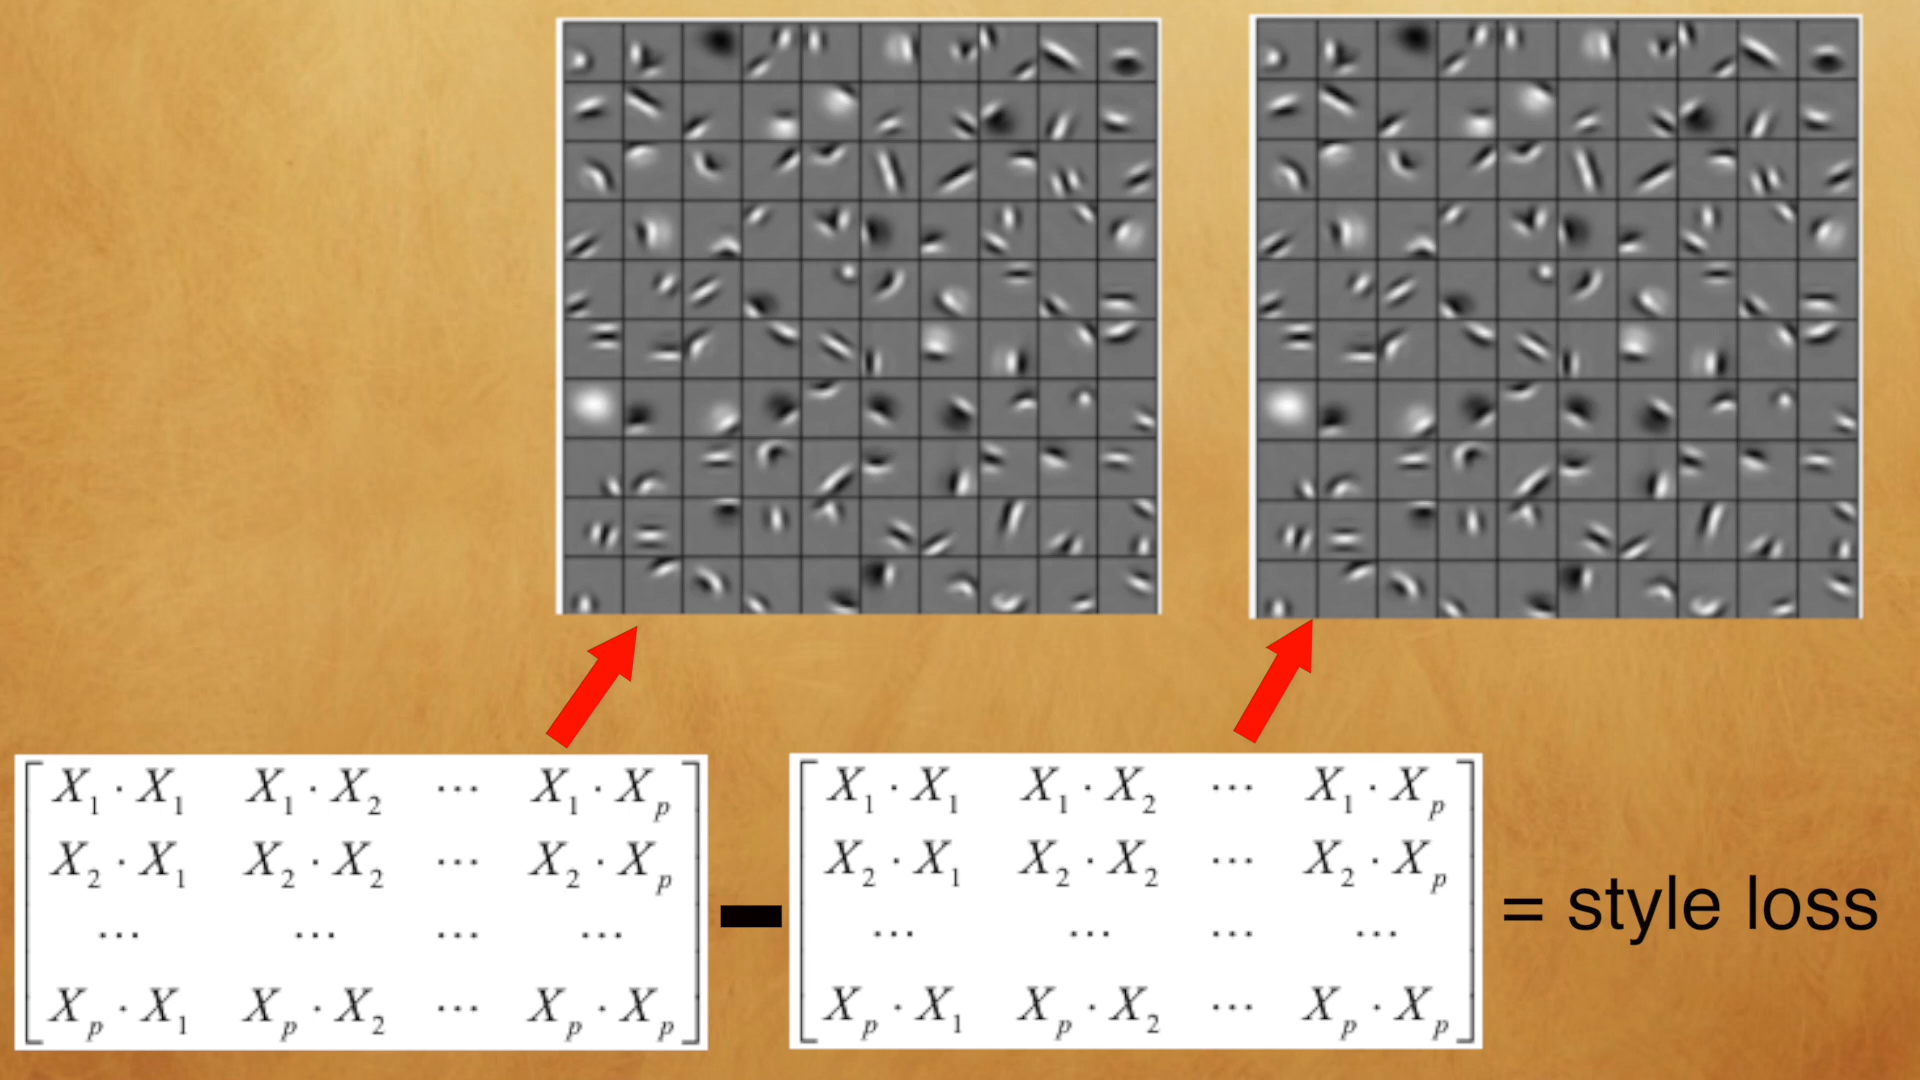 X₁ · X₁ X₁ · X₂ ⋯ X₁ · Xₚ
X₂ · X₁ X₂ · X₂ ⋯ X₂ · Xₚ
⋯ ⋯ ⋯ ⋯
Xₚ · X₁ Xₚ · X₂ ⋯ Xₚ · Xₚ
−
X₁ · X₁ X₁ · X₂ ⋯ X₁ · Xₚ
X₂ · X₁ X₂ · X₂ ⋯ X₂ · Xₚ
⋯ ⋯ ⋯ ⋯
Xₚ · X₁ Xₚ · X₂ ⋯ Xₚ · Xₚ
= style loss